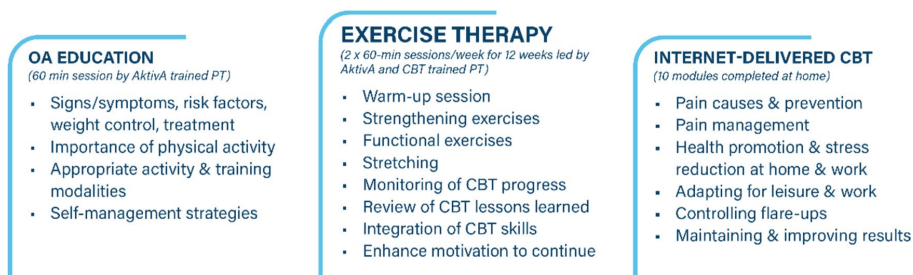 OA EDUCATION
(60 min session by AktivA trained PT)
▪ Signs/symptoms, risk factors,
weight control, treatment
▪ Importance of physical activity
▪ Appropriate activity & training
modalities
▪ Self-management strategies
EXERCISE THERAPY
(2 x 60-min sessions/week for 12 weeks led by
AktivA and CBT trained PT)
▪ Warm-up session
▪ Strengthening exercises
▪ Functional exercises
▪ Stretching
▪ Monitoring of CBT progress
▪ Review of CBT lessons learned
▪ Integration of CBT skills
▪ Enhance motivation to continue
INTERNET-DELIVERED CBT
(10 modules completed at home)
▪ Pain causes & prevention
▪ Pain management
▪ Health promotion & stress
reduction at home & work
▪ Adapting for leisure & work
▪ Controlling flare-ups
▪ Maintaining & improving results